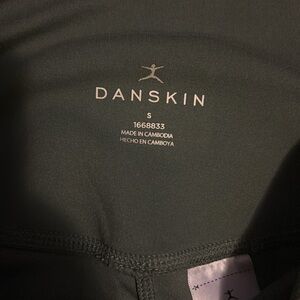 DANSKIN
S
1668833
MADE IN CAMBODIA
HECHO EN CAMBOYA